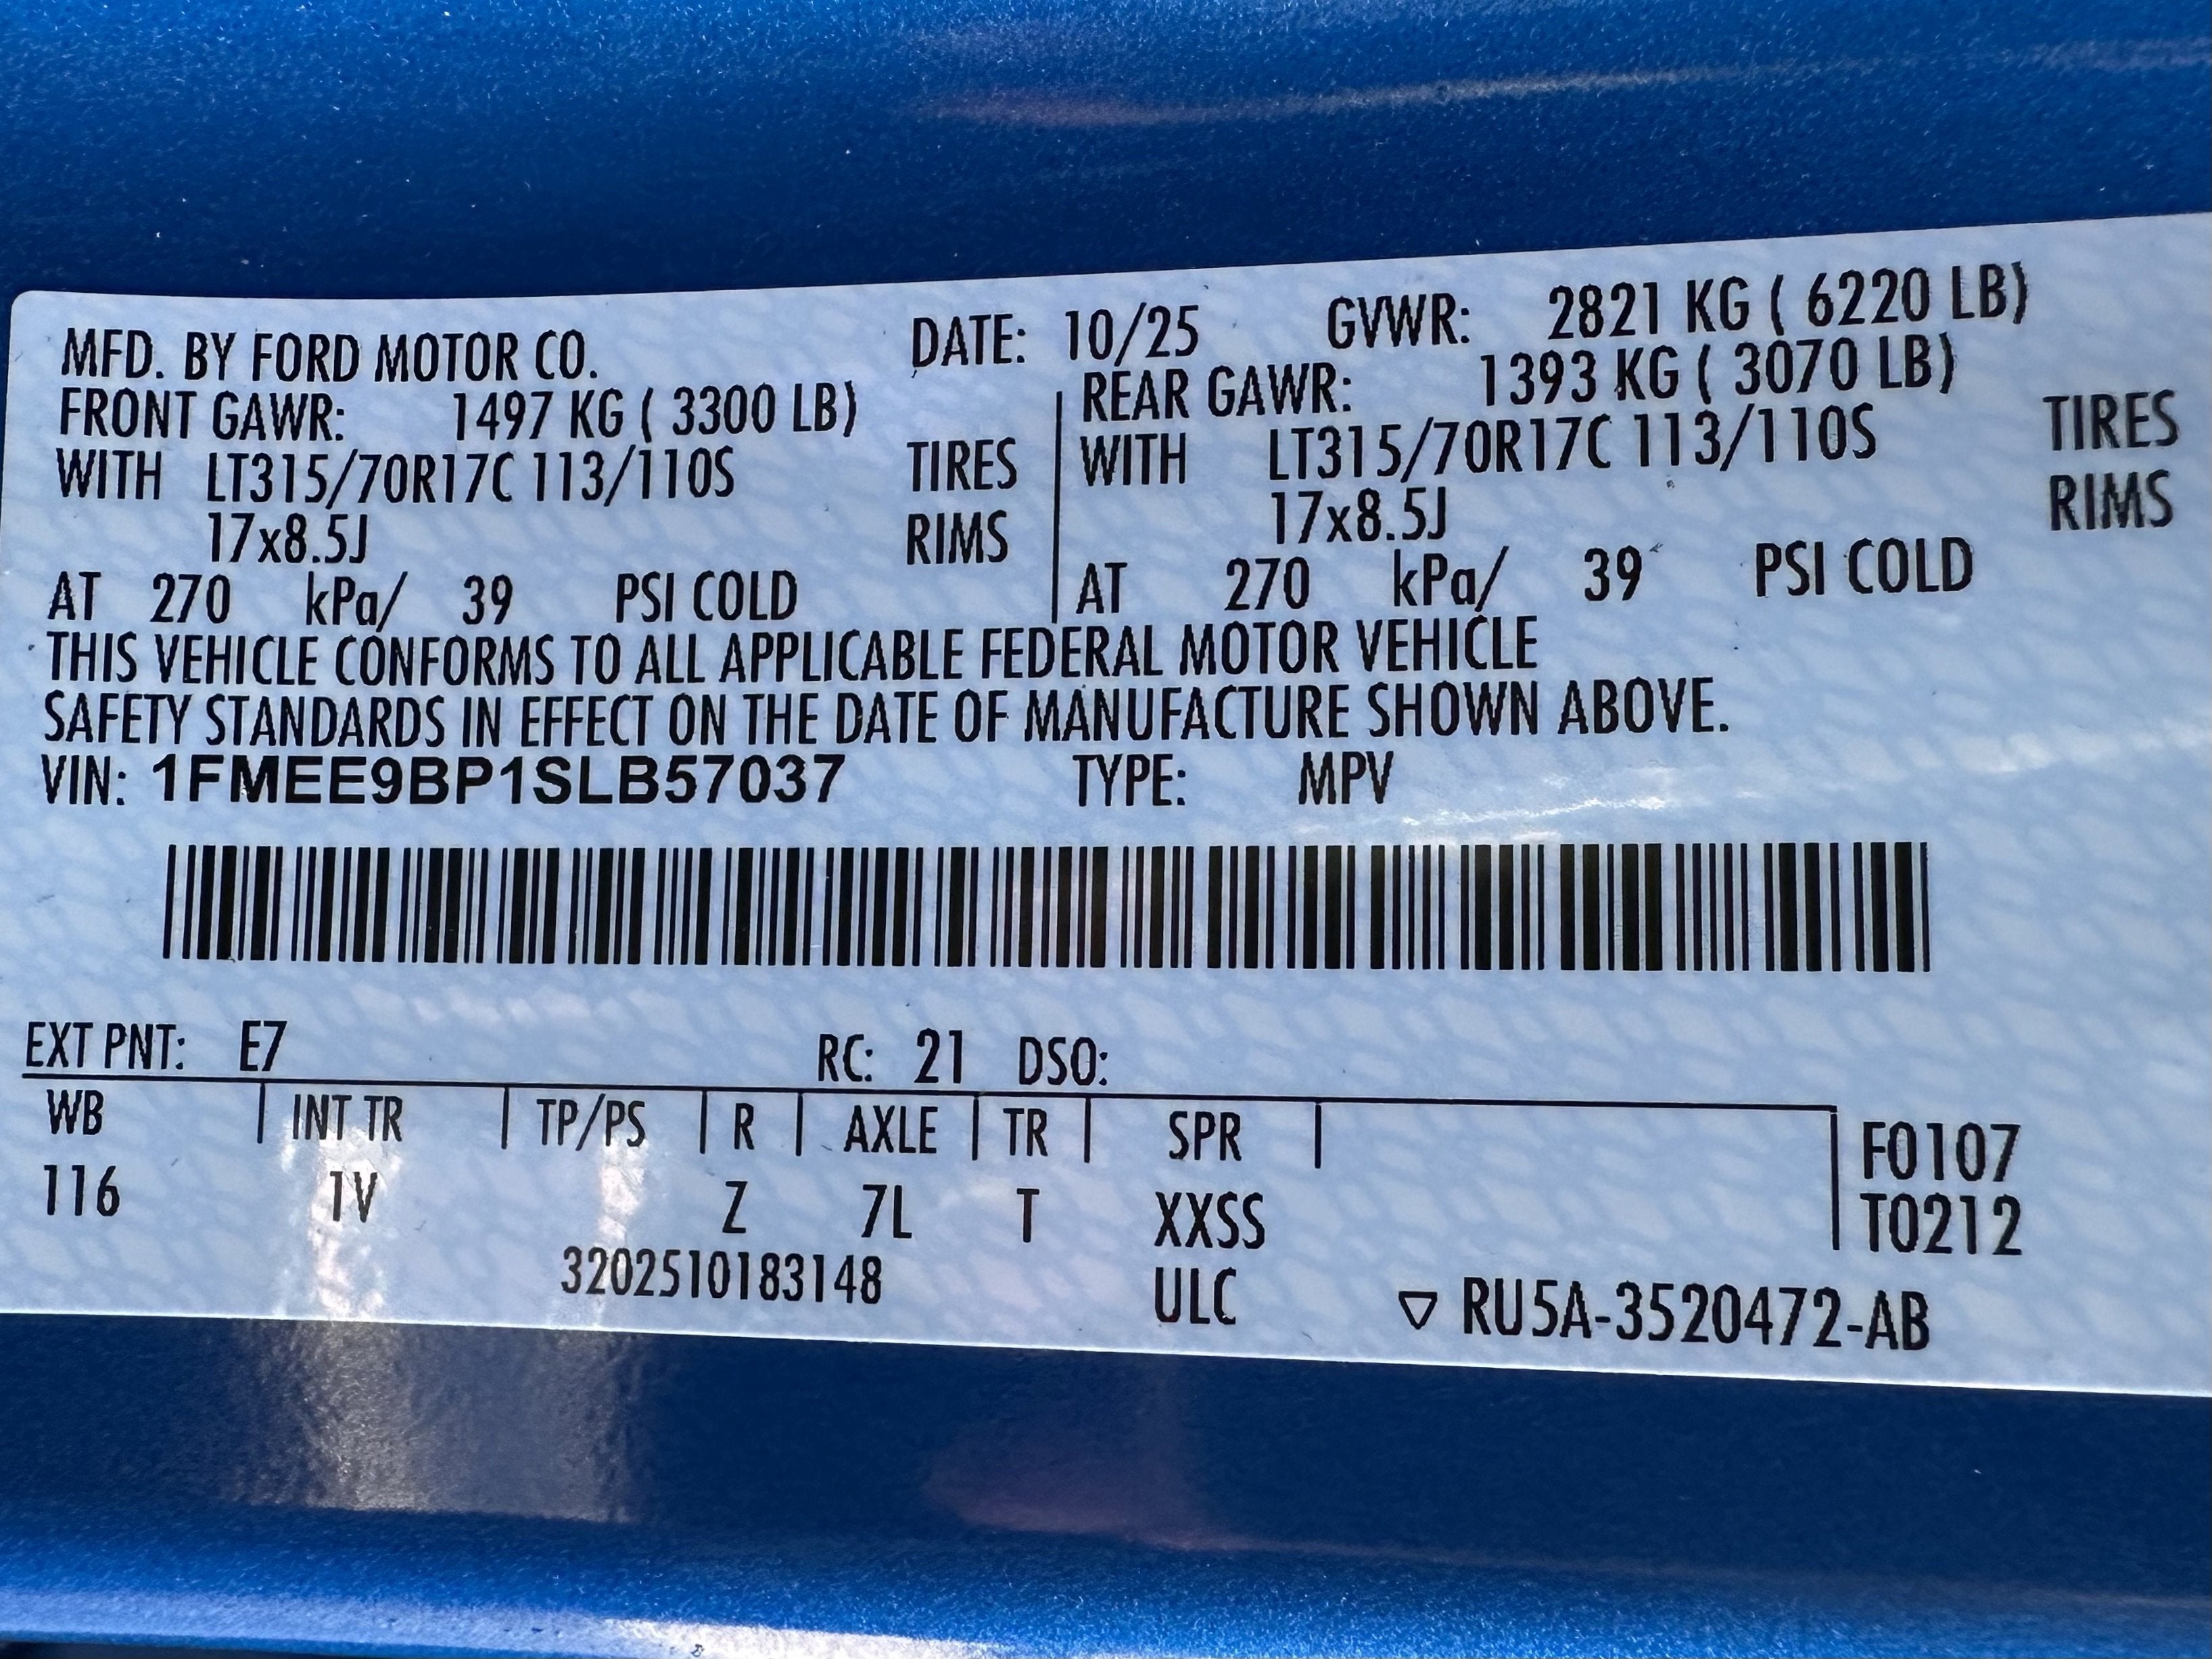 MFD. BY FORD MOTOR CO. DATE: 10/25 GVWR: 2821 KG ( 6220 LB)
FRONT GAWR: 1497 KG ( 3300 LB) REAR GAWR: 1393 KG ( 3070 LB)
WITH LT315/70R17C 113/110S TIRES WITH LT315/70R17C 113/110S TIRES
17x8.5J RIMS 17x8.5J RIMS
AT 270 kPa/ 39 PSI COLD AT 270 kPa/ 39 PSI COLD
THIS VEHICLE CONFORMS TO ALL APPLICABLE FEDERAL MOTOR VEHICLE
SAFETY STANDARDS IN EFFECT ON THE DATE OF MANUFACTURE SHOWN ABOVE.
VIN: 1FMEE9BP1SLB57037 TYPE: MPV
EXT PNT: E7 RC: 21 DSO:
WB INT TR TP/PS R AXLE TR SPR F0107
116 1V Z 7L T XXSS T0212
3202510183148 ULC ▽ RU5A-3520472-AB